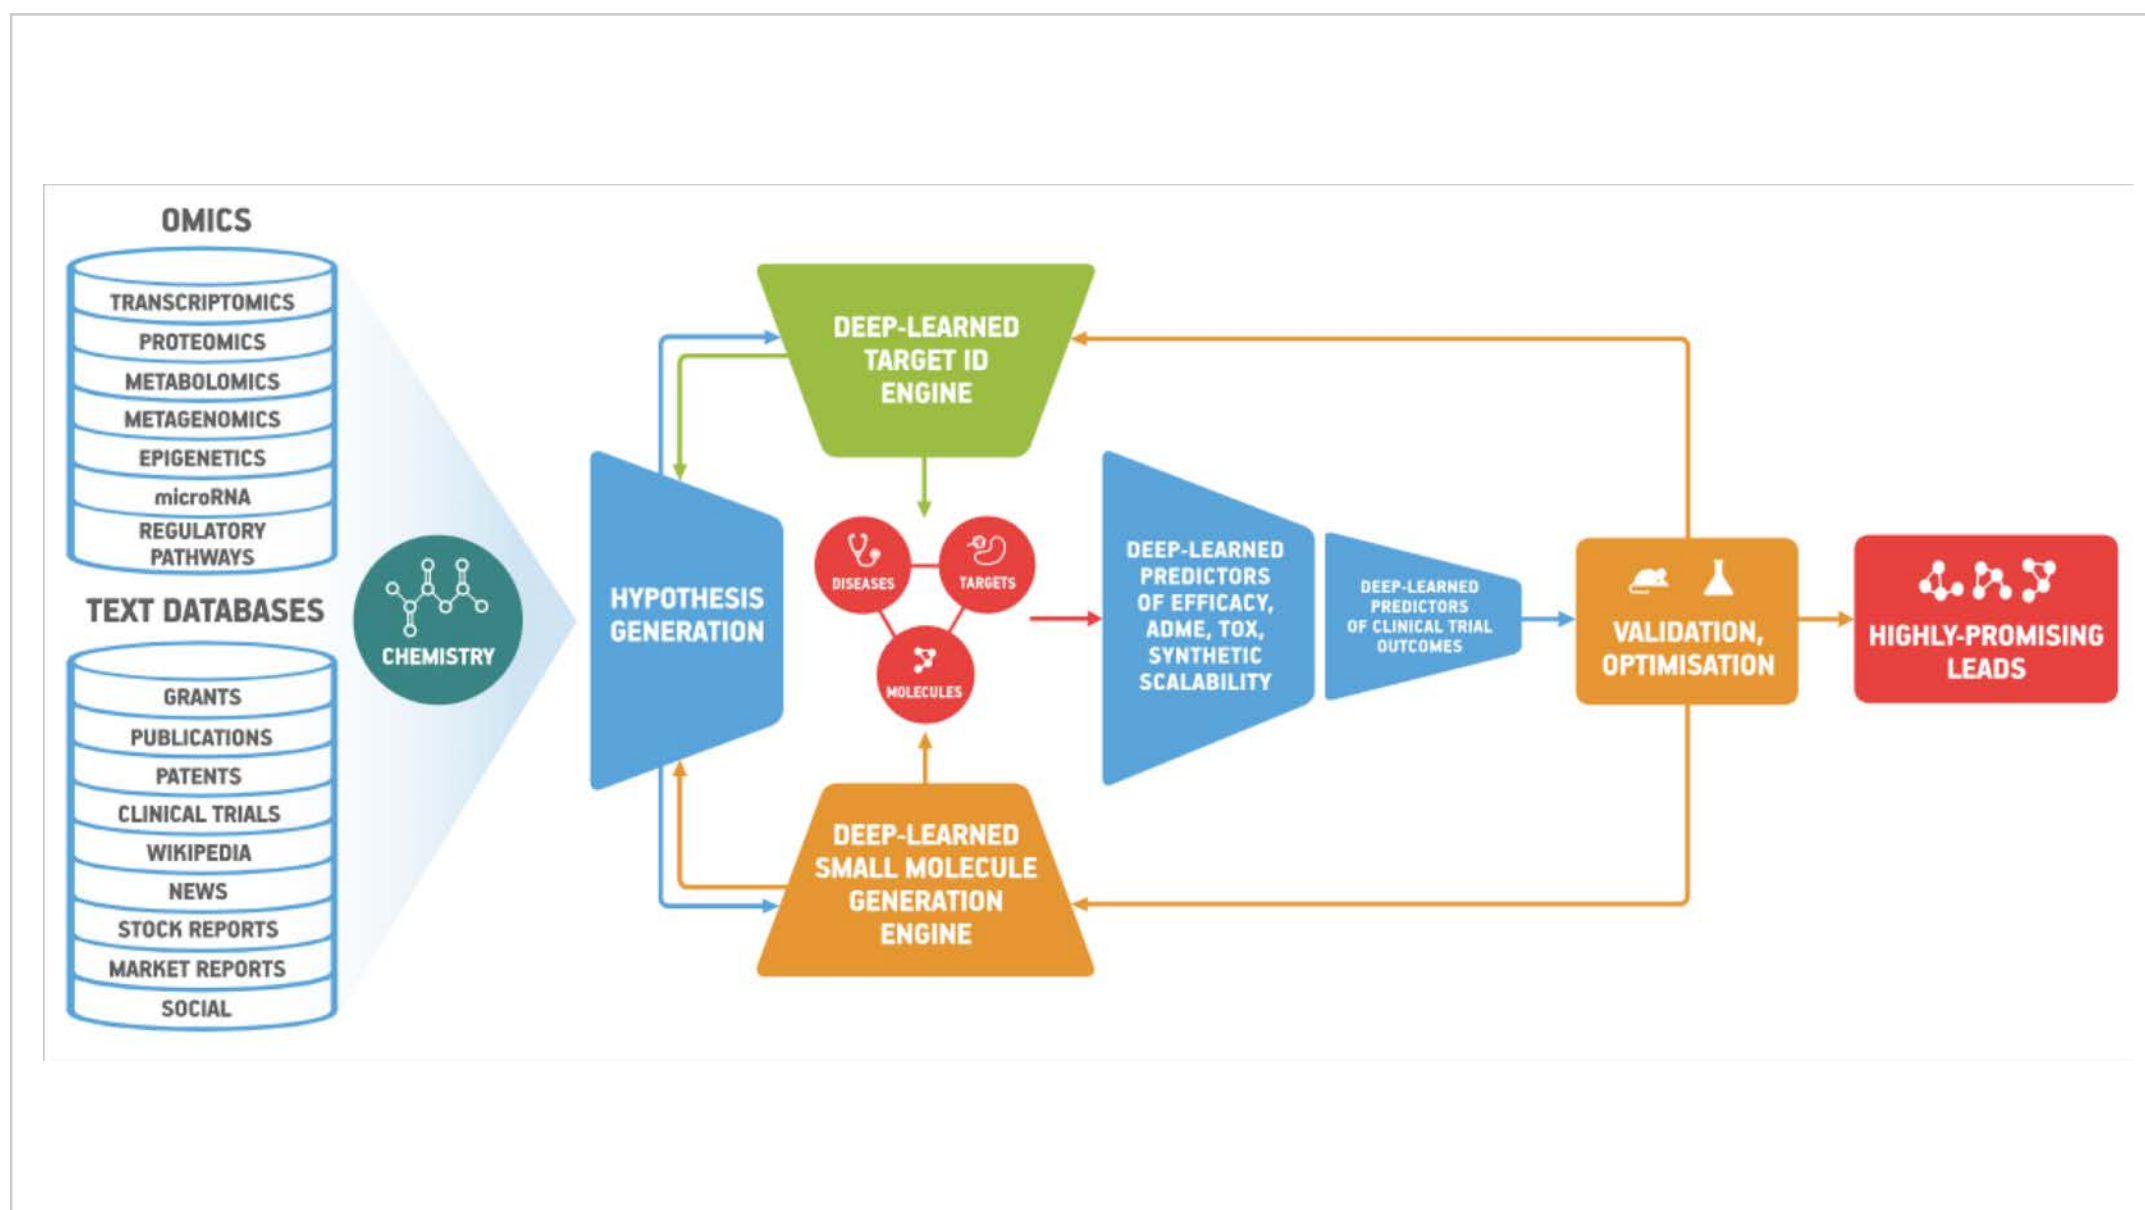 OMICS
TRANSCRIPTOMICS
PROTEOMICS
METABOLOMICS
METAGENOMICS
EPIGENETICS
microRNA
REGULATORY
PATHWAYS
TEXT DATABASES
GRANTS
PUBLICATIONS
PATENTS
CLINICAL TRIALS
WIKIPEDIA
NEWS
STOCK REPORTS
MARKET REPORTS
SOCIAL
CHEMISTRY
HYPOTHESIS
GENERATION
DEEP-LEARNED
TARGET ID
ENGINE
DISEASES
TARGETS
MOLECULES
DEEP-LEARNED
SMALL MOLECULE
GENERATION
ENGINE
DEEP-LEARNED
PREDICTORS
OF EFFICACY,
ADME, TOX,
SYNTHETIC
SCALABILITY
DEEP-LEARNED
PREDICTORS
OF CLINICAL TRIAL
OUTCOMES
VALIDATION,
OPTIMISATION
HIGHLY-PROMISING
LEADS